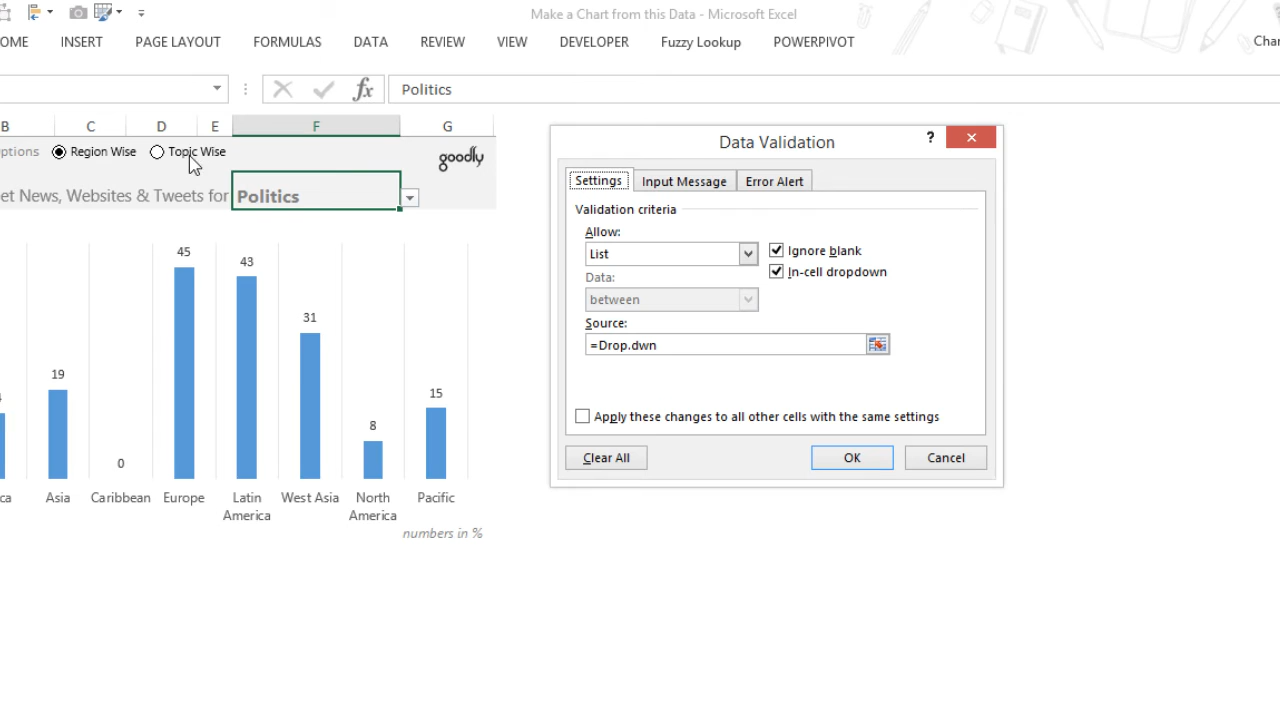 Make a Chart from this Data - Microsoft Excel
OME INSERT PAGE LAYOUT FORMULAS DATA REVIEW VIEW DEVELOPER Fuzzy Lookup POWERPIVOT Char
fx Politics
B C D E F G
ptions Region Wise Topic Wise goodly
et News, Websites & Tweets for Politics
45
43
31
19
15
8
0
ca Asia Caribbean Europe Latin America West Asia North America Pacific
numbers in %
Data Validation ?
Settings Input Message Error Alert
Validation criteria
Allow:
List Ignore blank
Data: In-cell dropdown
between
Source:
=Drop.dwn
Apply these changes to all other cells with the same settings
Clear All OK Cancel